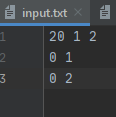 input.txt
1 20 1 2
2 0 1
3 0 2